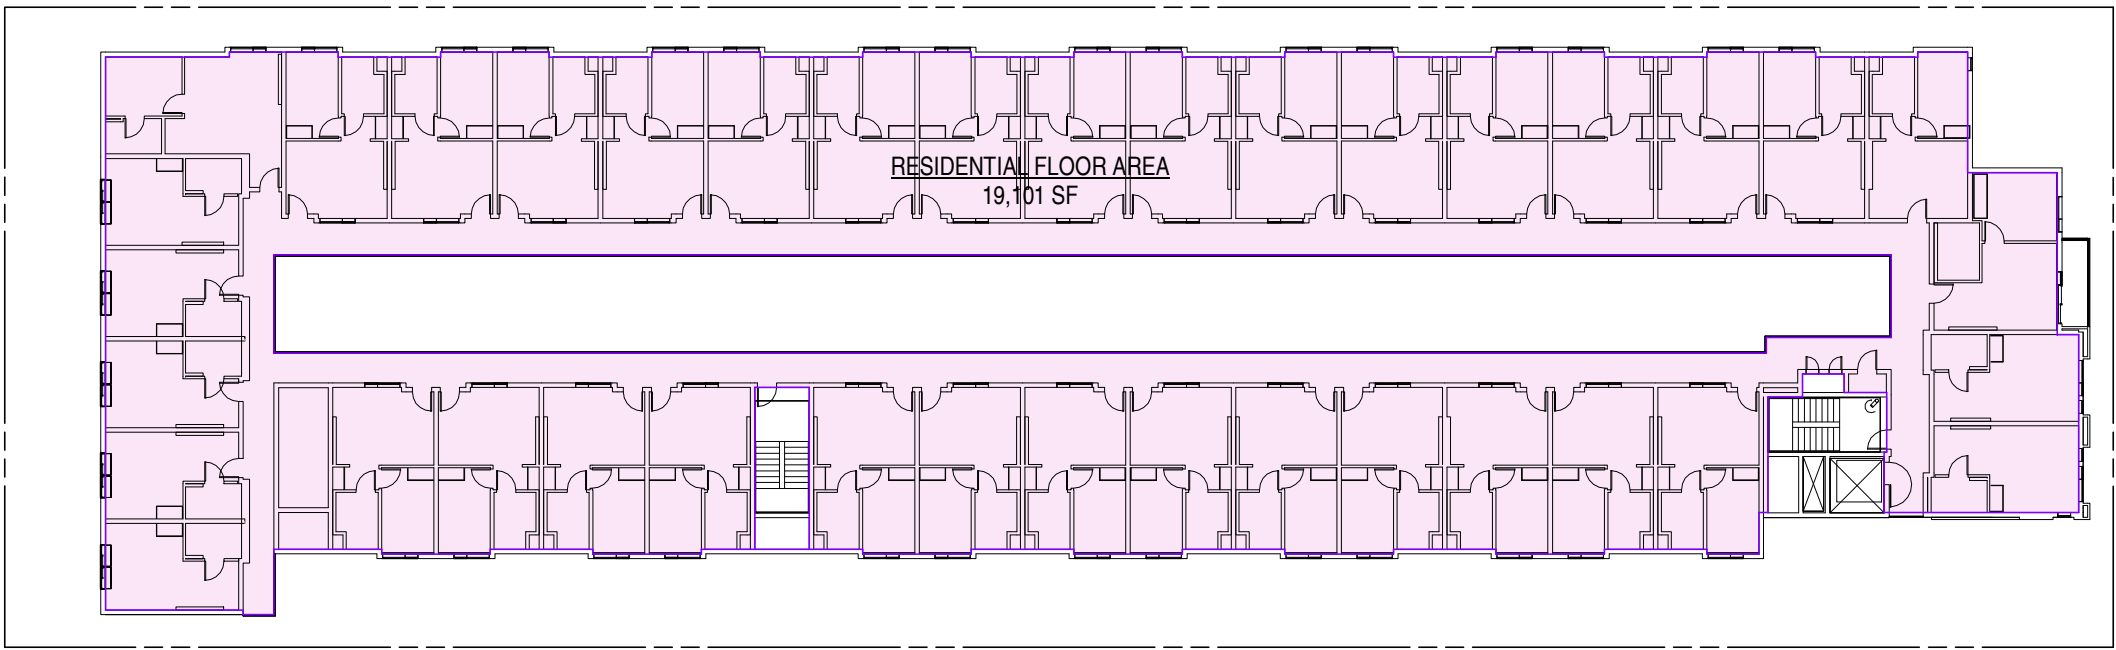 RESIDENTIAL FLOOR AREA
19,101 SF